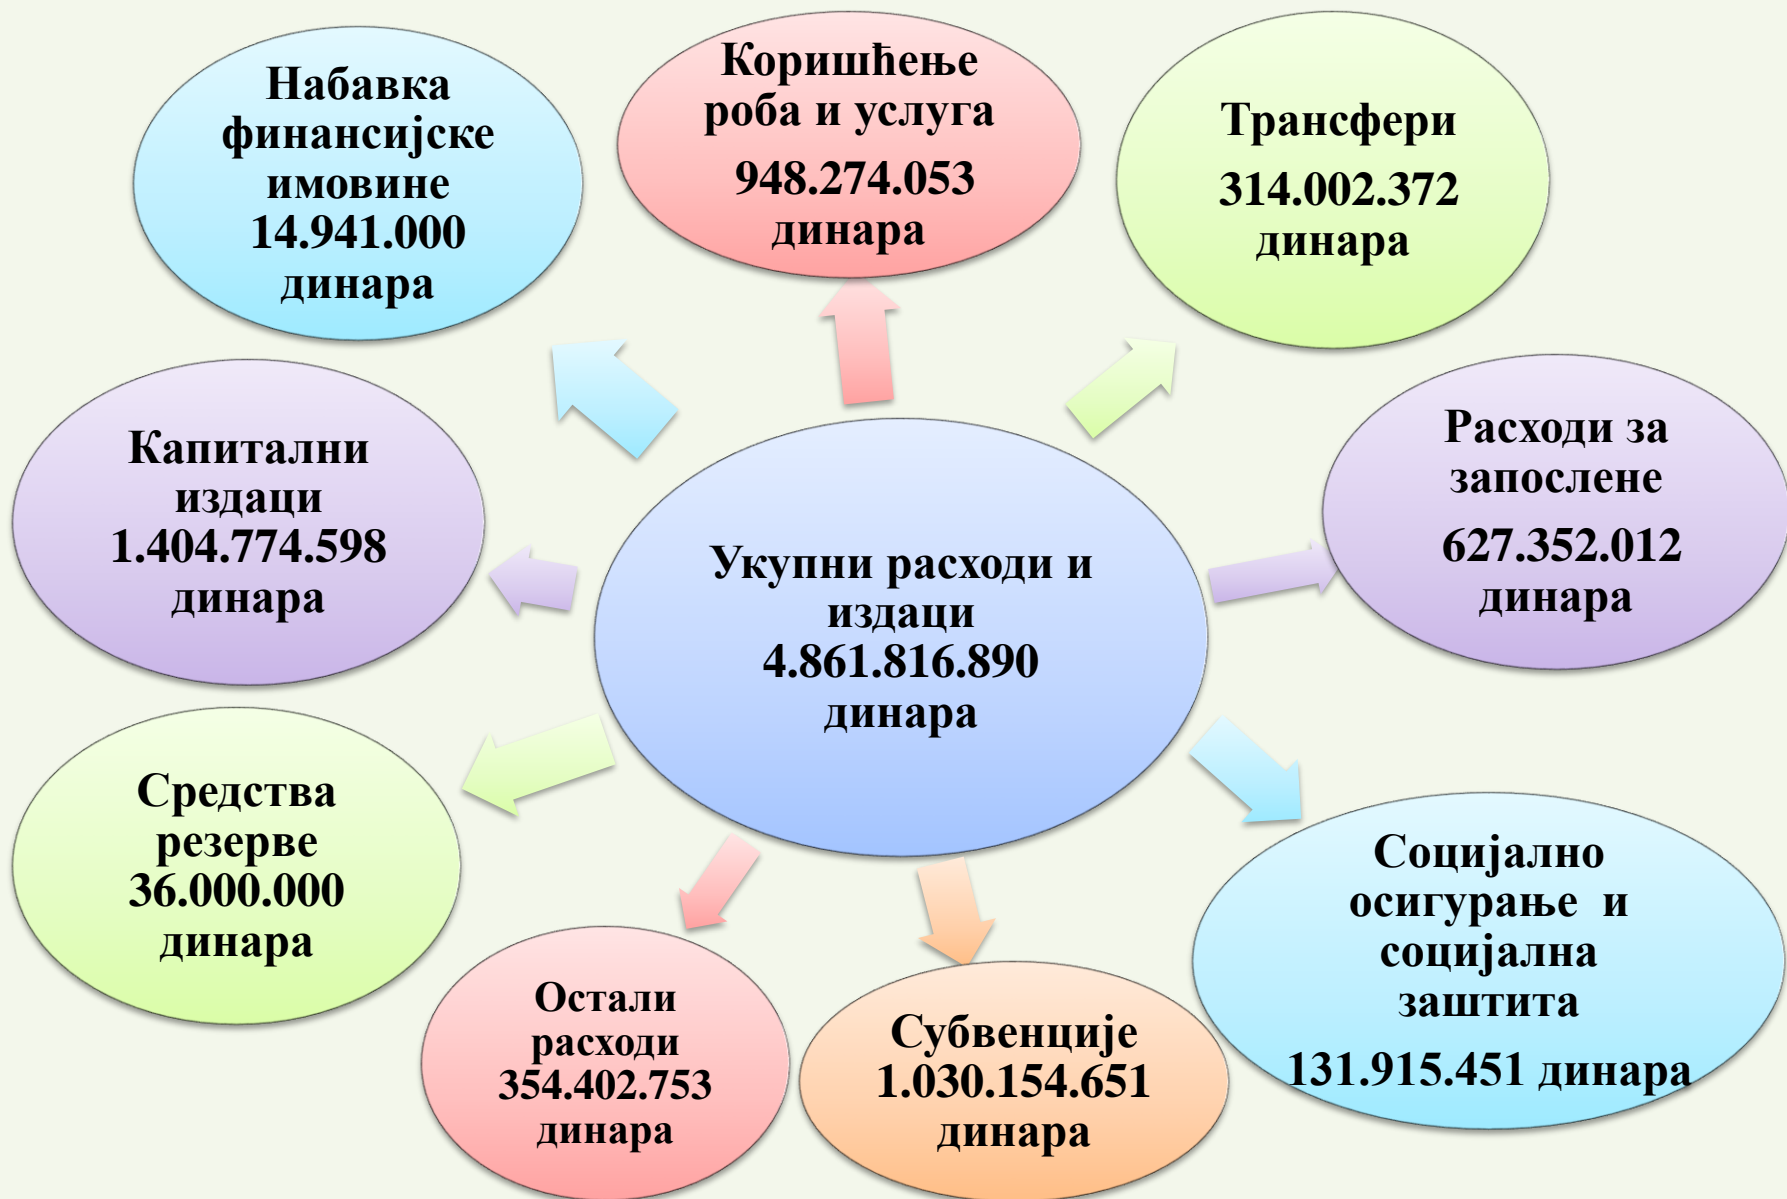 Набавка
финансијске
имовине
14.941.000
динара
Коришћење
роба и услуга
948.274.053
динара
Трансфери
314.002.372
динара
Капитални
издаци
1.404.774.598
динара
Укупни расходи и
издаци
4.861.816.890
динара
Расходи за
запослене
627.352.012
динара
Средства
резерве
36.000.000
динара
Остали
расходи
354.402.753
динара
Субвенције
1.030.154.651
динара
Социјално
осигурање и
социјална
заштита
131.915.451 динара